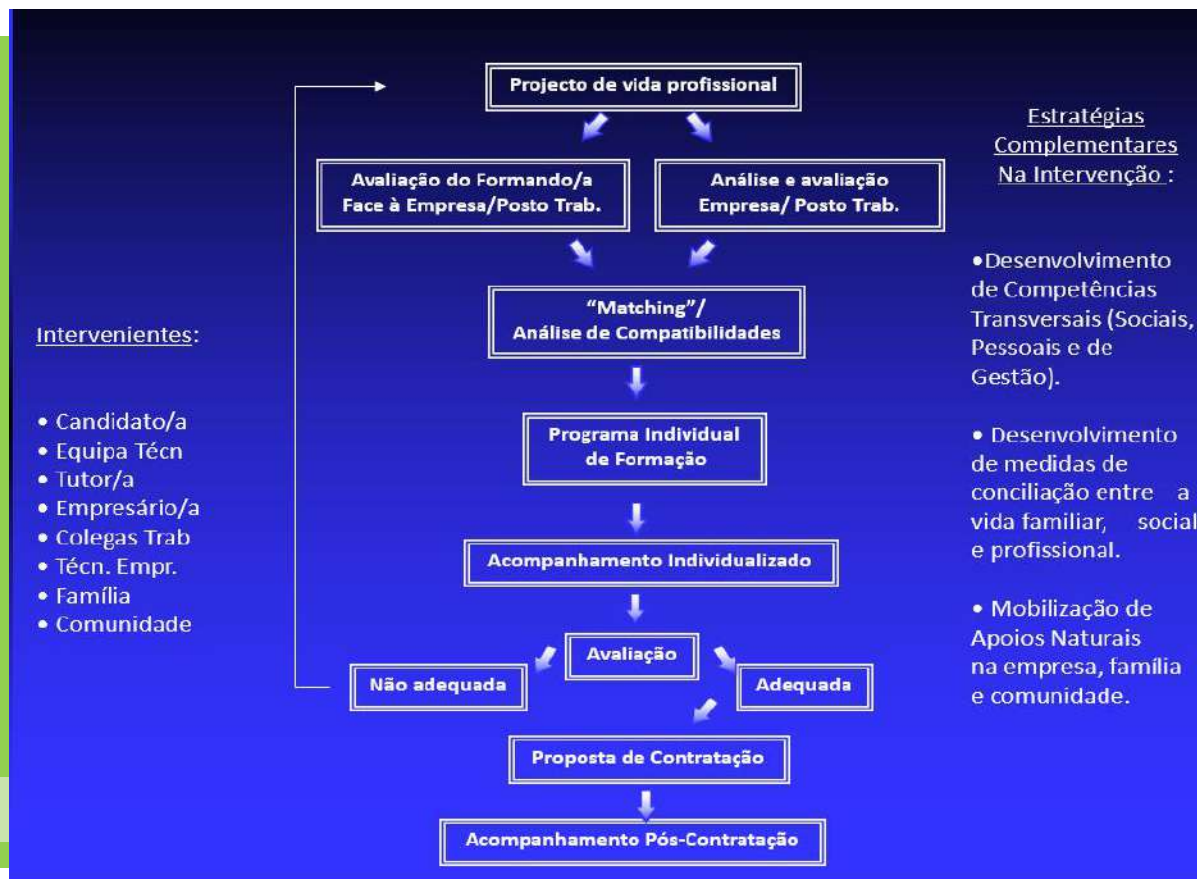 Projecto de vida profissional
Avaliação do Formando/a
Face à Empresa/Posto Trab.
Análise e avaliação
Empresa/ Posto Trab.
“Matching”/
Análise de Compatibilidades
Programa Individual
de Formação
Acompanhamento Individualizado
Avaliação
Não adequada
Adequada
Proposta de Contratação
Acompanhamento Pós-Contratação
Intervenientes:
• Candidato/a
• Equipa Técn
• Tutor/a
• Empresário/a
• Colegas Trab
• Técn. Empr.
• Família
• Comunidade
Estratégias
Complementares
Na Intervenção :
•Desenvolvimento
de Competências
Transversais (Sociais,
Pessoais e de
Gestão).
• Desenvolvimento
de medidas de
conciliação entre a
vida familiar, social
e profissional.
• Mobilização de
Apoios Naturais
na empresa, família
e comunidade.